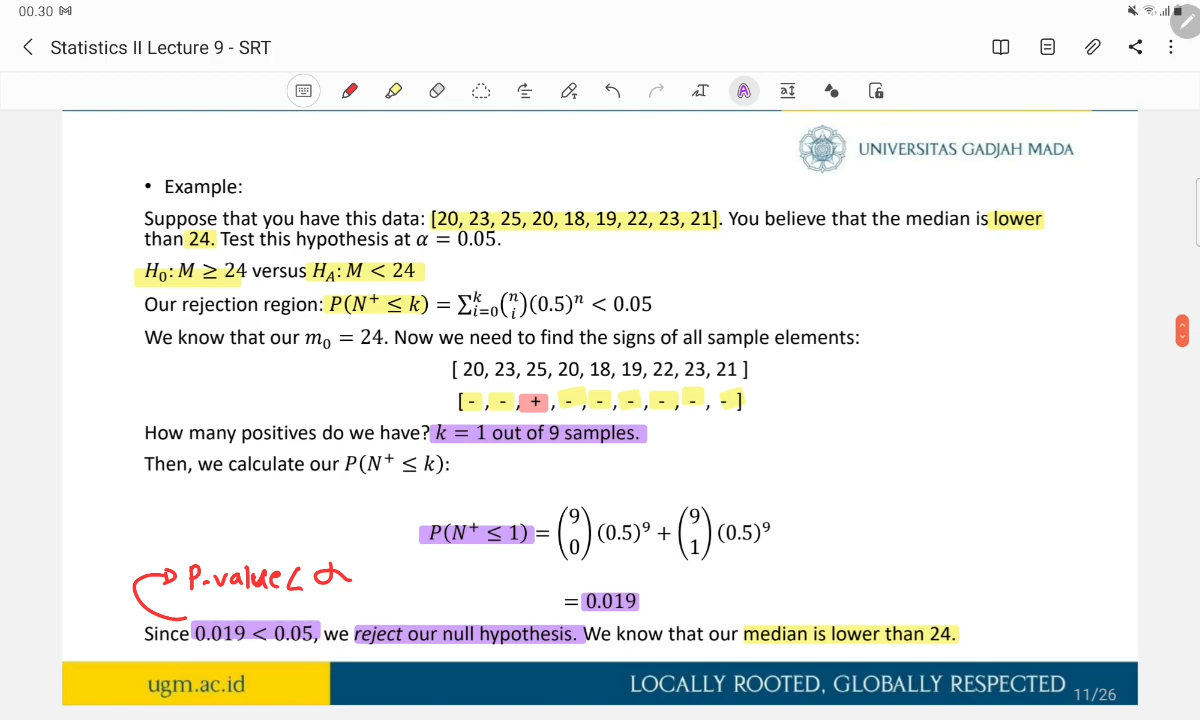 00.30
Statistics II Lecture 9 - SRT
UNIVERSITAS GADJAH MADA
• Example:
Suppose that you have this data: [20, 23, 25, 20, 18, 19, 22, 23, 21]. You believe that the median is lower
than 24. Test this hypothesis at α = 0.05.
H₀: M ≥ 24 versus H_A: M < 24
Our rejection region: P(N⁺ ≤ k) = ∑ᵏᵢ₌₀(ⁿᵢ)(0.5)ⁿ < 0.05
We know that our m₀ = 24. Now we need to find the signs of all sample elements:
[ 20, 23, 25, 20, 18, 19, 22, 23, 21 ]
[ - , - , + , - , - , - , - , - , - ]
How many positives do we have? k = 1 out of 9 samples.
Then, we calculate our P(N⁺ ≤ k):
P(N⁺ ≤ 1) = (9 0)(0.5)⁹ + (9 1)(0.5)⁹
P-value < α
= 0.019
Since 0.019 < 0.05, we reject our null hypothesis. We know that our median is lower than 24.
ugm.ac.id
LOCALLY ROOTED, GLOBALLY RESPECTED
11/26